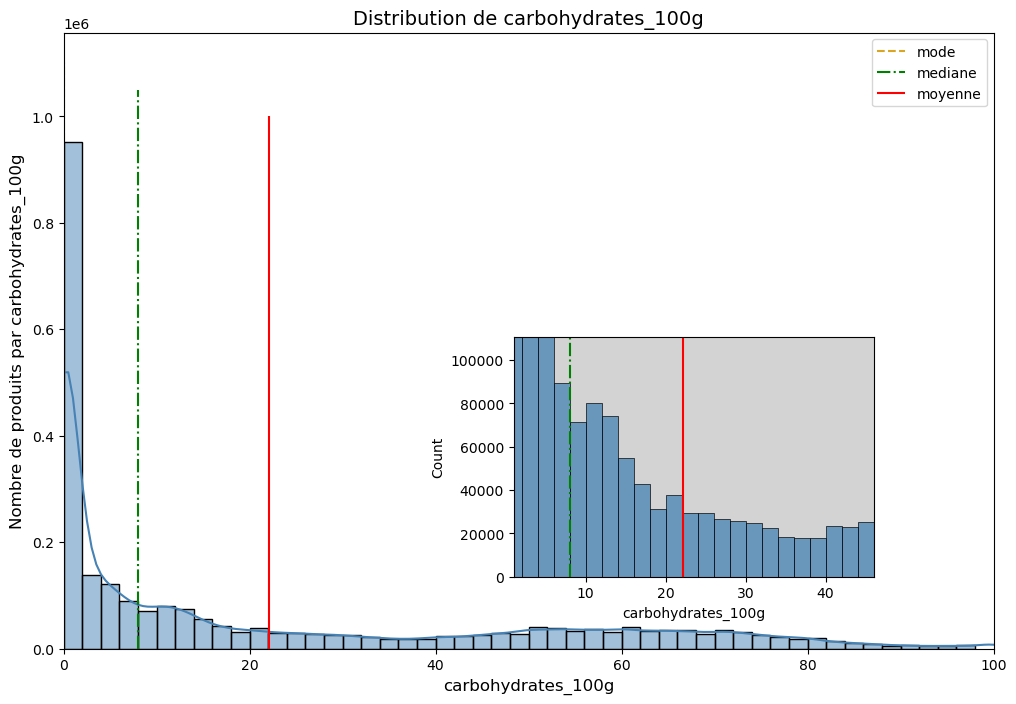 Distribution de carbohydrates_100g
1e6
mode
mediane
moyenne
Nombre de produits par carbohydrates_100g
1.0
0.8
0.6
0.4
0.2
0.0
0 20 40 60 80 100
carbohydrates_100g
Count
100000
80000
60000
40000
20000
0
10 20 30 40
carbohydrates_100g